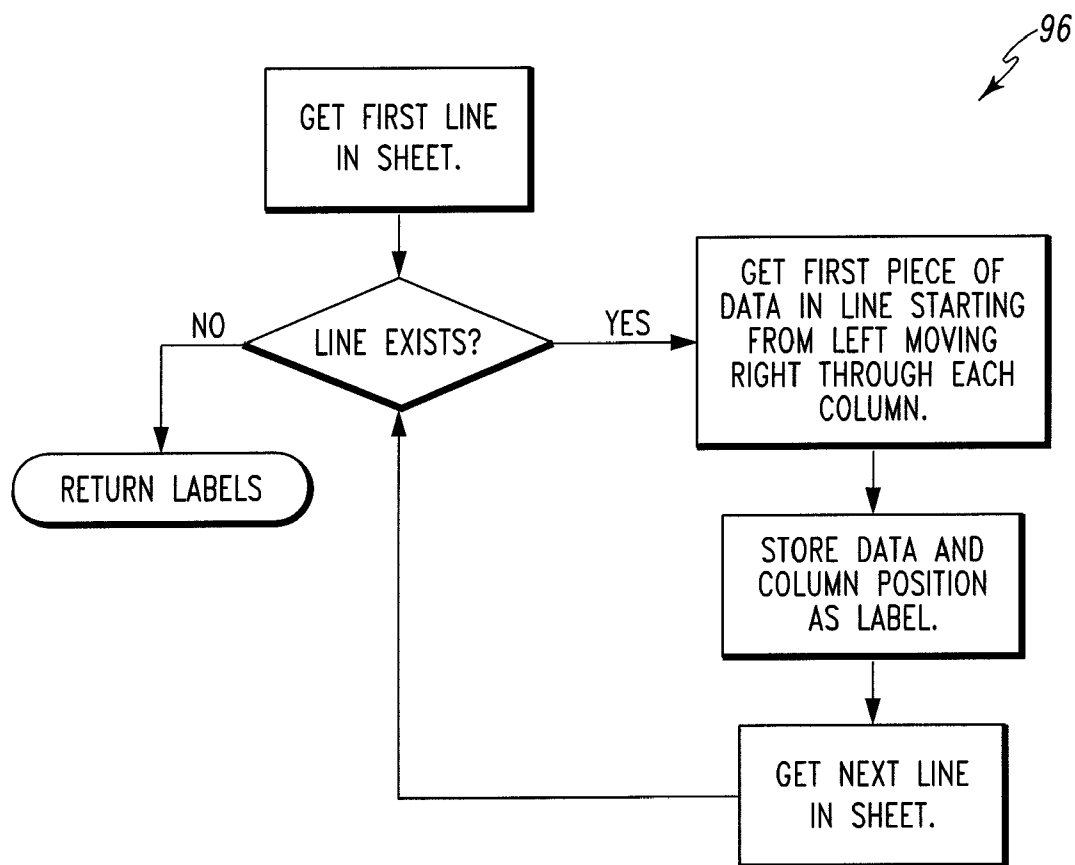 96
GET FIRST LINE
IN SHEET.
LINE EXISTS?
NO
YES
RETURN LABELS
GET FIRST PIECE OF
DATA IN LINE STARTING
FROM LEFT MOVING
RIGHT THROUGH EACH
COLUMN.
STORE DATA AND
COLUMN POSITION
AS LABEL.
GET NEXT LINE
IN SHEET.